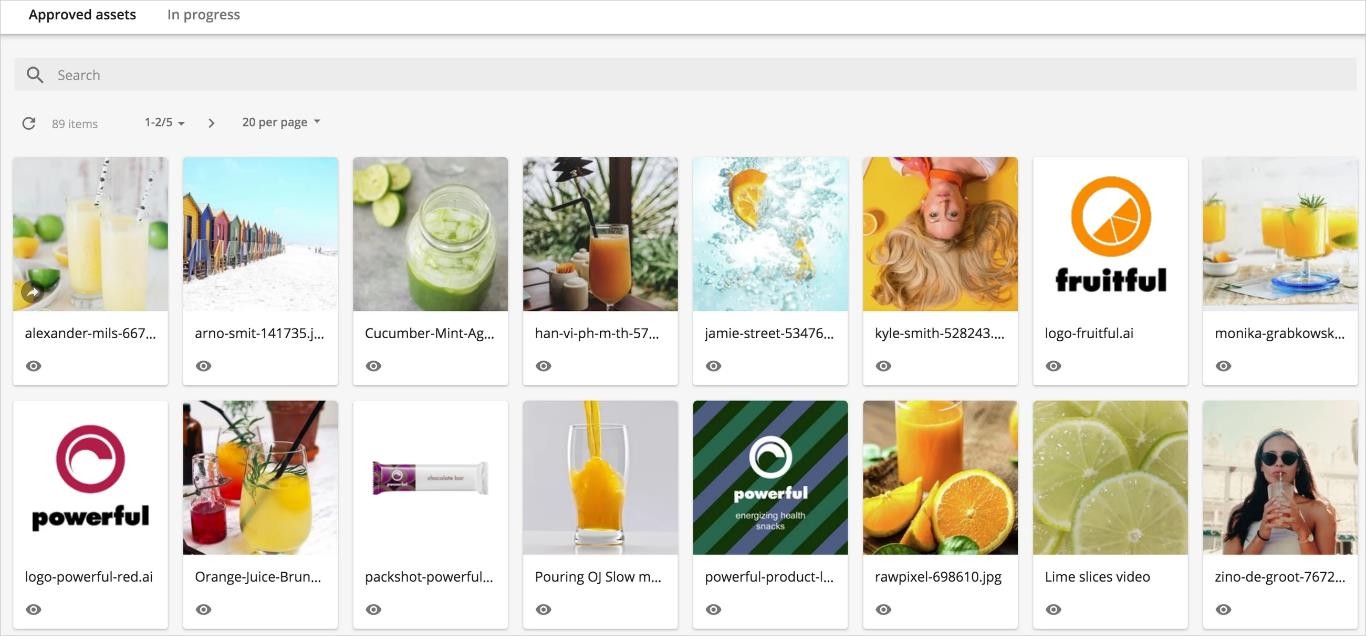 Approved assets In progress
Search
89 items 1-2/5 20 per page
fruitful
alexander-mils-667... arno-smit-141735.j... Cucumber-Mint-Ag... han-vi-ph-m-th-57... jamie-street-53476... kyle-smith-528243.... logo-fruitful.ai monika-grabkowsk...
powerful
powerful chocolate bar
powerful
energizing health
snacks
logo-powerful-red.ai Orange-Juice-Brun... packshot-powerful... Pouring OJ Slow m... powerful-product-l... rawpixel-698610.jpg Lime slices video zino-de-groot-7672...